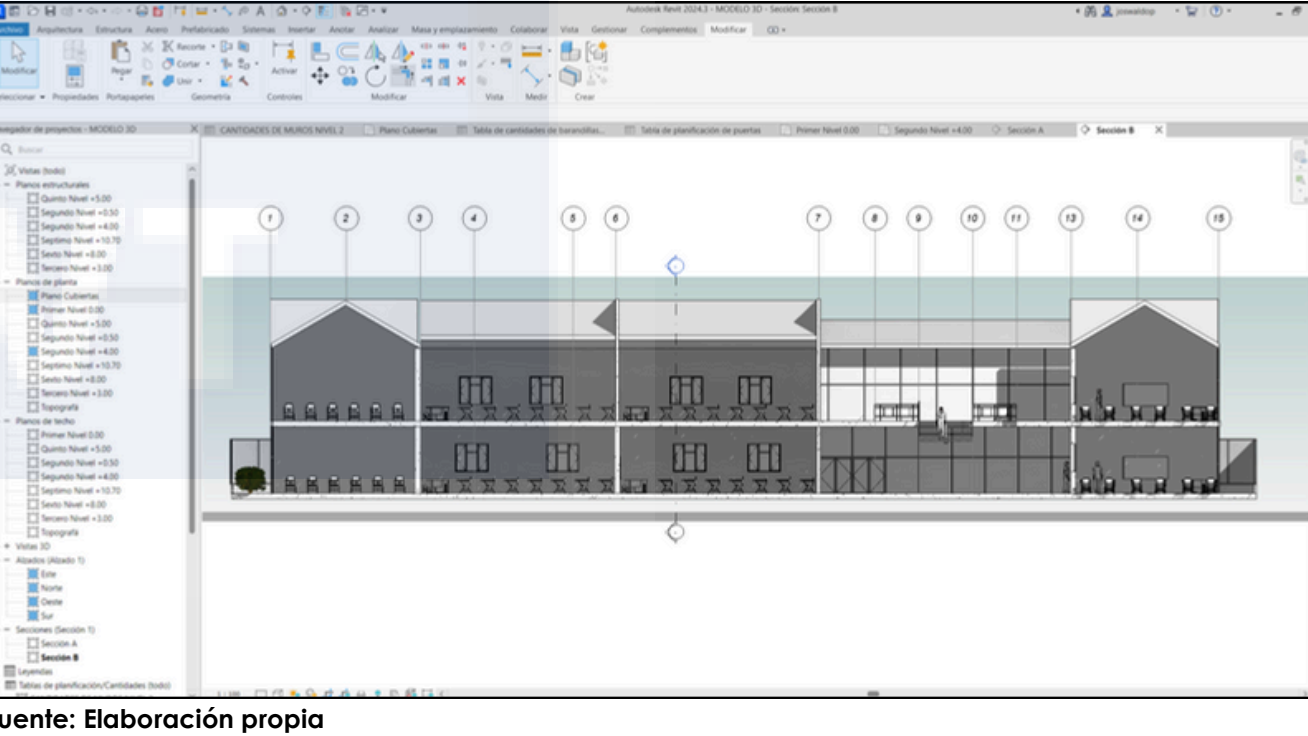 Autodesk Revit 2024.3 - MODELO 3D - Sección: Sección B
joswaldop
Archivo Arquitectura Estructura Acero Prefabricado Sistemas Insertar Anotar Analizar Masa y emplazamiento Colaborar Vista Gestionar Complementos Modificar
Modificar
Pegar
Recorte
Cortar
Unir
Activar
Seleccionar Propiedades Portapapeles Geometría Controles Modificar Vista Medir Crear
Navegador de proyectos - MODELO 3D
CANTIDADES DE MUROS NIVEL 2 Plano Cubiertas Tabla de cantidades de barandillas... Tabla de planificación de puertas Primer Nivel 0.00 Segundo Nivel +4.00 Sección A Sección B
Buscar
Vistas (todo)
Planos estructurales
Quinto Nivel +5.00
Segundo Nivel +0.50
Segundo Nivel +4.00
Septimo Nivel +10.70
Sexto Nivel +8.00
Tercero Nivel +3.00
Planos de planta
Plano Cubiertas
Primer Nivel 0.00
Quinto Nivel +5.00
Segundo Nivel +0.50
Segundo Nivel +4.00
Septimo Nivel +10.70
Sexto Nivel +8.00
Tercero Nivel +3.00
Topografá
Planos de techo
Primer Nivel 0.00
Quinto Nivel +5.00
Segundo Nivel +0.50
Segundo Nivel +4.00
Septimo Nivel +10.70
Sexto Nivel +8.00
Tercero Nivel +3.00
Topografá
Vistas 3D
Alzados (Alzado 1)
Este
Norte
Oeste
Sur
Secciones (Sección 1)
Sección A
Sección B
Leyendas
Tablas de planificación/Cantidades (todo)
1 2 3 4 5 6 7 8 9 10 11 13 14 15
1 : 100
uente: Elaboración propia